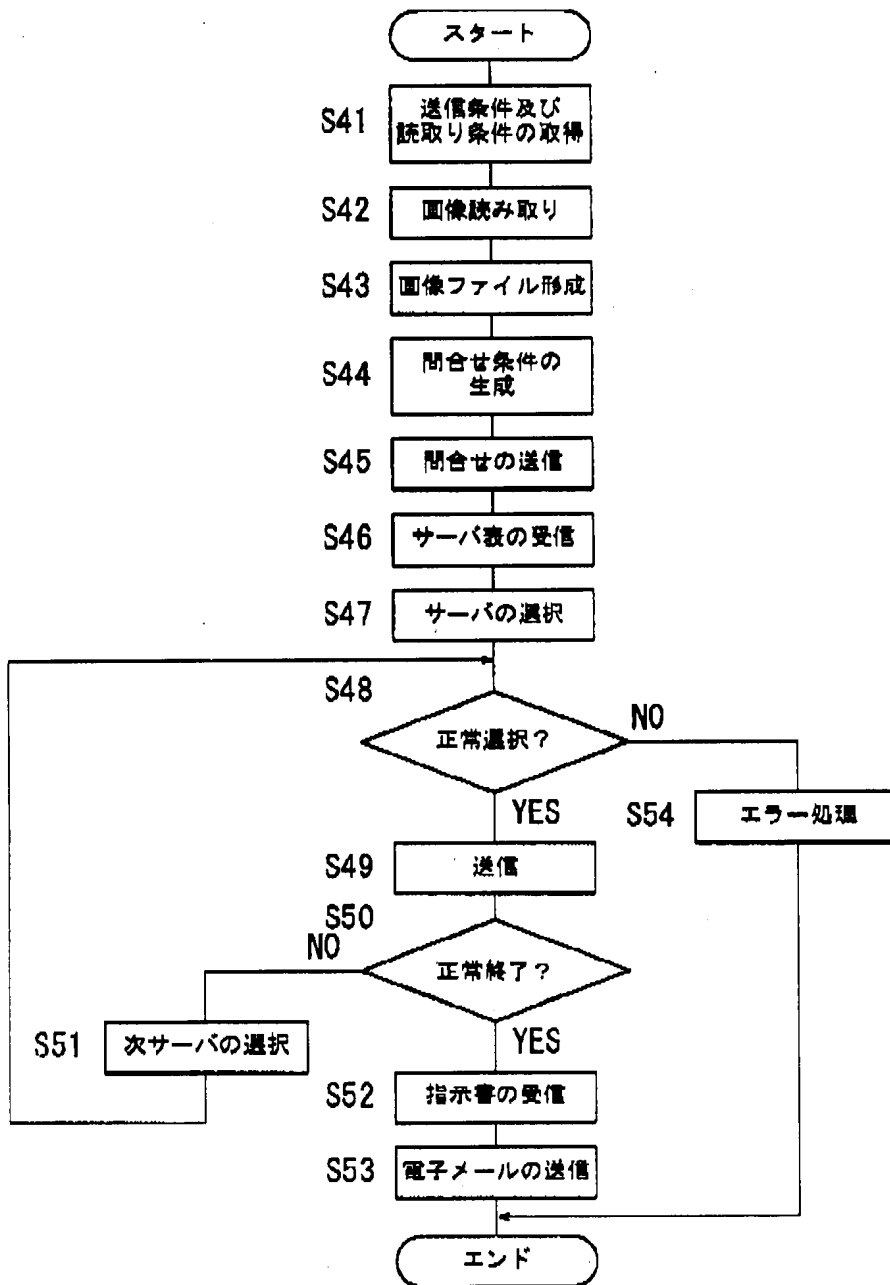 スタート
S41
送信条件及び
読取り条件の取得
S42
画像読み取り
S43
画像ファイル形成
S44
問合せ条件の
生成
S45
問合せの送信
S46
サーバ表の受信
S47
サーバの選択
S48
正常選択?
NO
YES
S54
エラー処理
S49
送信
S50
NO
正常終了?
YES
S51
次サーバの選択
S52
指示書の受信
S53
電子メールの送信
エンド